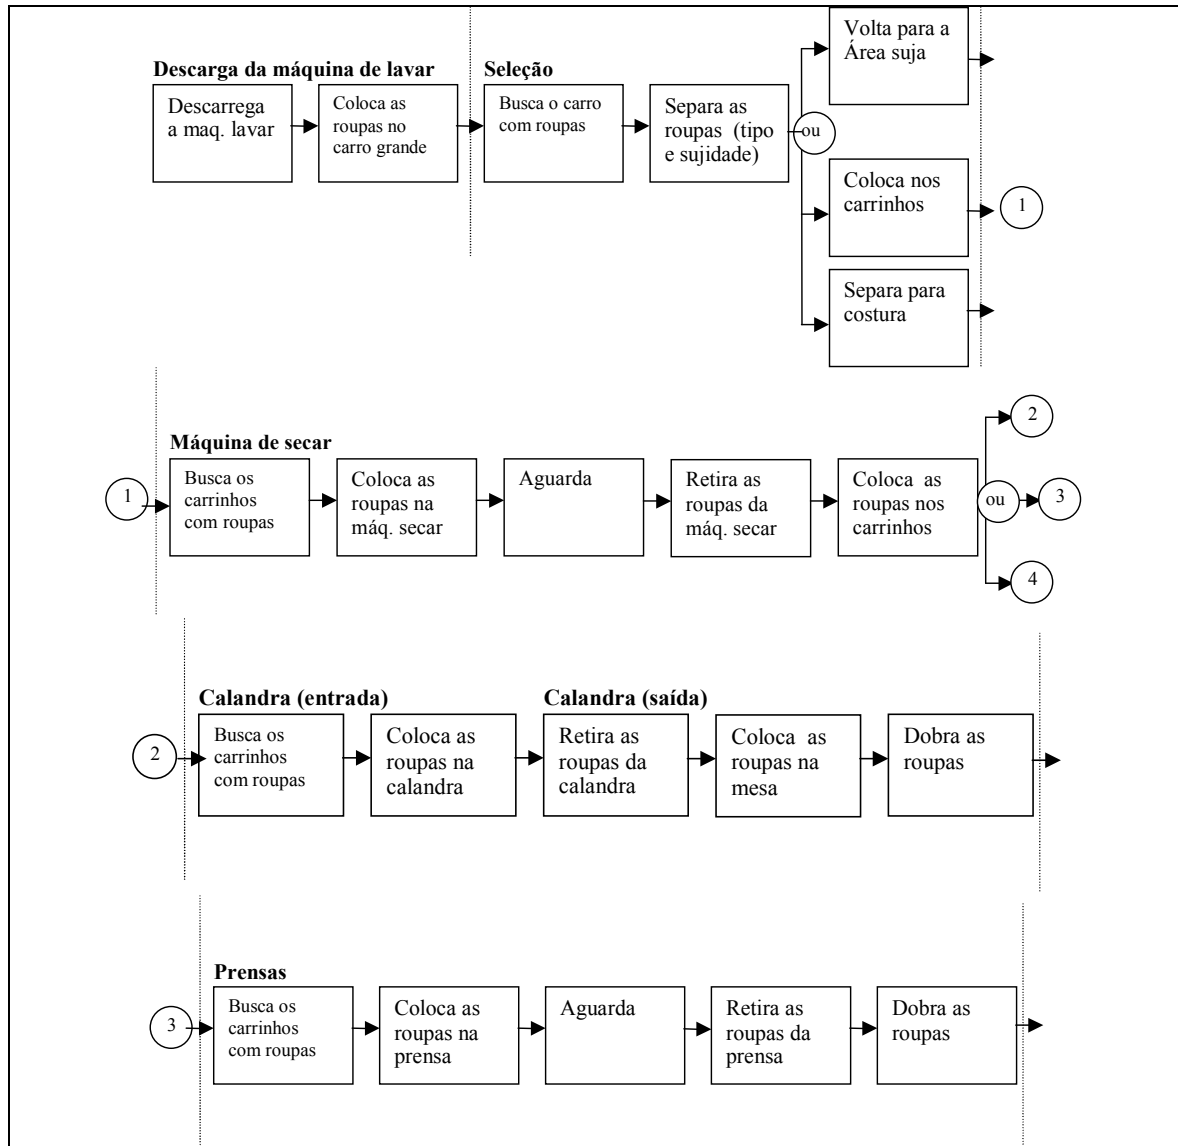 Descarga da máquina de lavar
Descarrega
a maq. lavar
Coloca as
roupas no
carro grande
Seleção
Busca o carro
com roupas
Separa as
roupas (tipo
e sujidade)
ou
Volta para a
Área suja
Coloca nos
carrinhos
1
Separa para
costura
Máquina de secar
1
Busca os
carrinhos
com roupas
Coloca as
roupas na
máq. secar
Aguarda
Retira as
roupas da
máq. secar
Coloca as
roupas nos
carrinhos
ou
2
3
4
Calandra (entrada)
2
Busca os
carrinhos
com roupas
Coloca as
roupas na
calandra
Calandra (saída)
Retira as
roupas da
calandra
Coloca as
roupas na
mesa
Dobra as
roupas
Prensas
3
Busca os
carrinhos
com roupas
Coloca as
roupas na
prensa
Aguarda
Retira as
roupas da
prensa
Dobra as
roupas